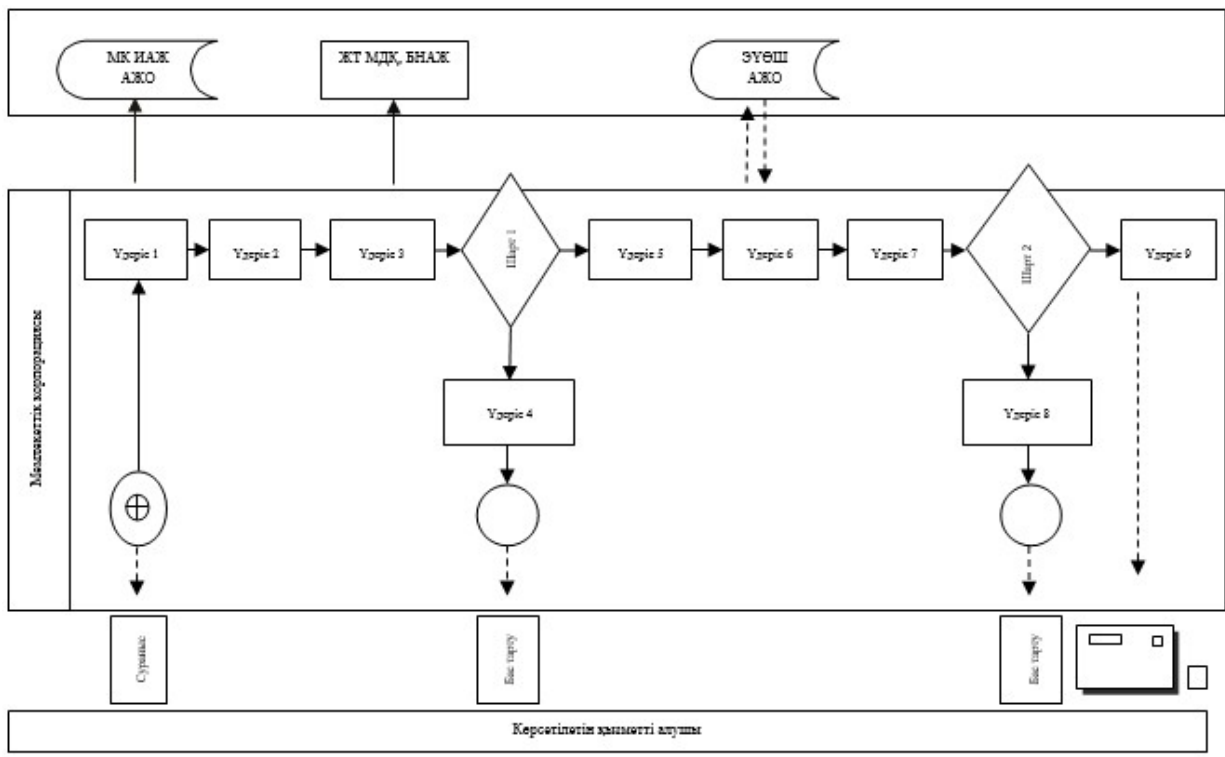 МК ИАЖ
АЖО
ЖТ МДҚ, БНАЖ
ЭҮӨШ
АЖО
Үдеріс 1
Үдеріс 2
Үдеріс 3
Шарт 1
Үдеріс 5
Үдеріс 6
Үдеріс 7
Шарт 2
Үдеріс 9
Үдеріс 4
Үдеріс 8
Мемлекеттік корпорациясы
Сұраныс
Бас тарту
Бас тарту
Көрсетілетін қызметті алушы